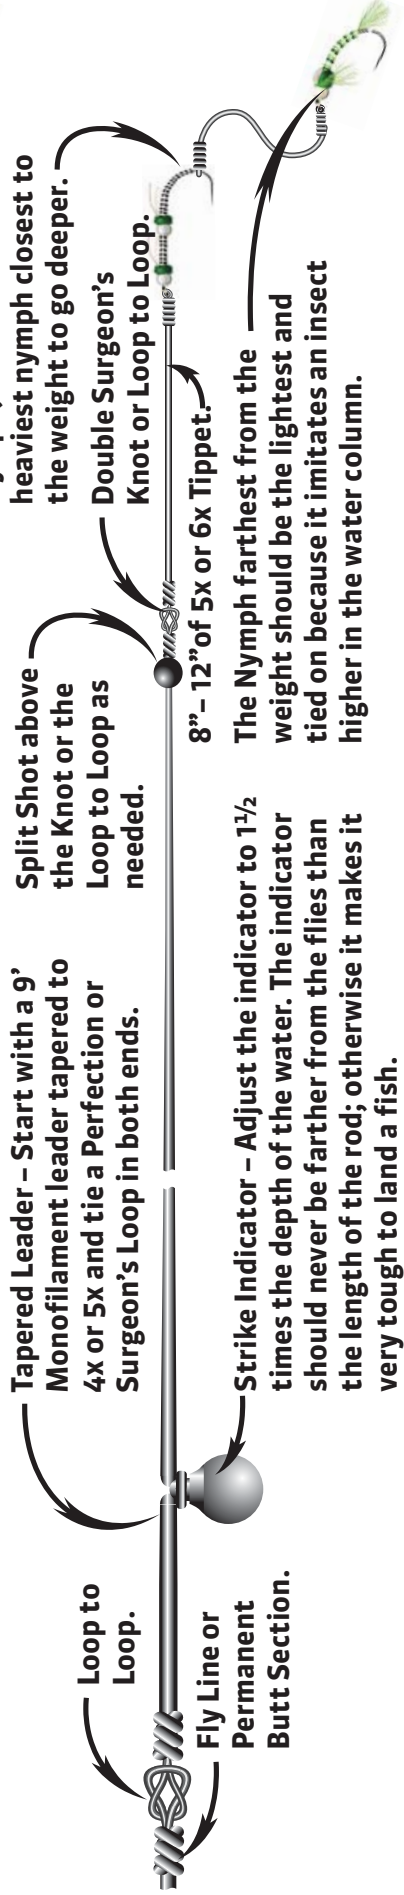 Loop to
Loop.
Fly Line or
Permanent
Butt Section.
Tapered Leader – Start with a 9’
Monofilament leader tapered to
4x or 5x and tie a Perfection or
Surgeon’s Loop in both ends.
Strike Indicator – Adjust the indicator to 1½
times the depth of the water. The indicator
should never be farther from the flies than
the length of the rod; otherwise it makes it
very tough to land a fish.
Split Shot above
the Knot or the
Loop to Loop as
needed.
8”– 12”of 5x or 6x Tippet.
Double Surgeon’s
Knot or Loop to Loop.
heaviest nymph closest to
the weight to go deeper.
The Nymph farthest from the
weight should be the lightest and
tied on because it imitates an insect
higher in the water column.